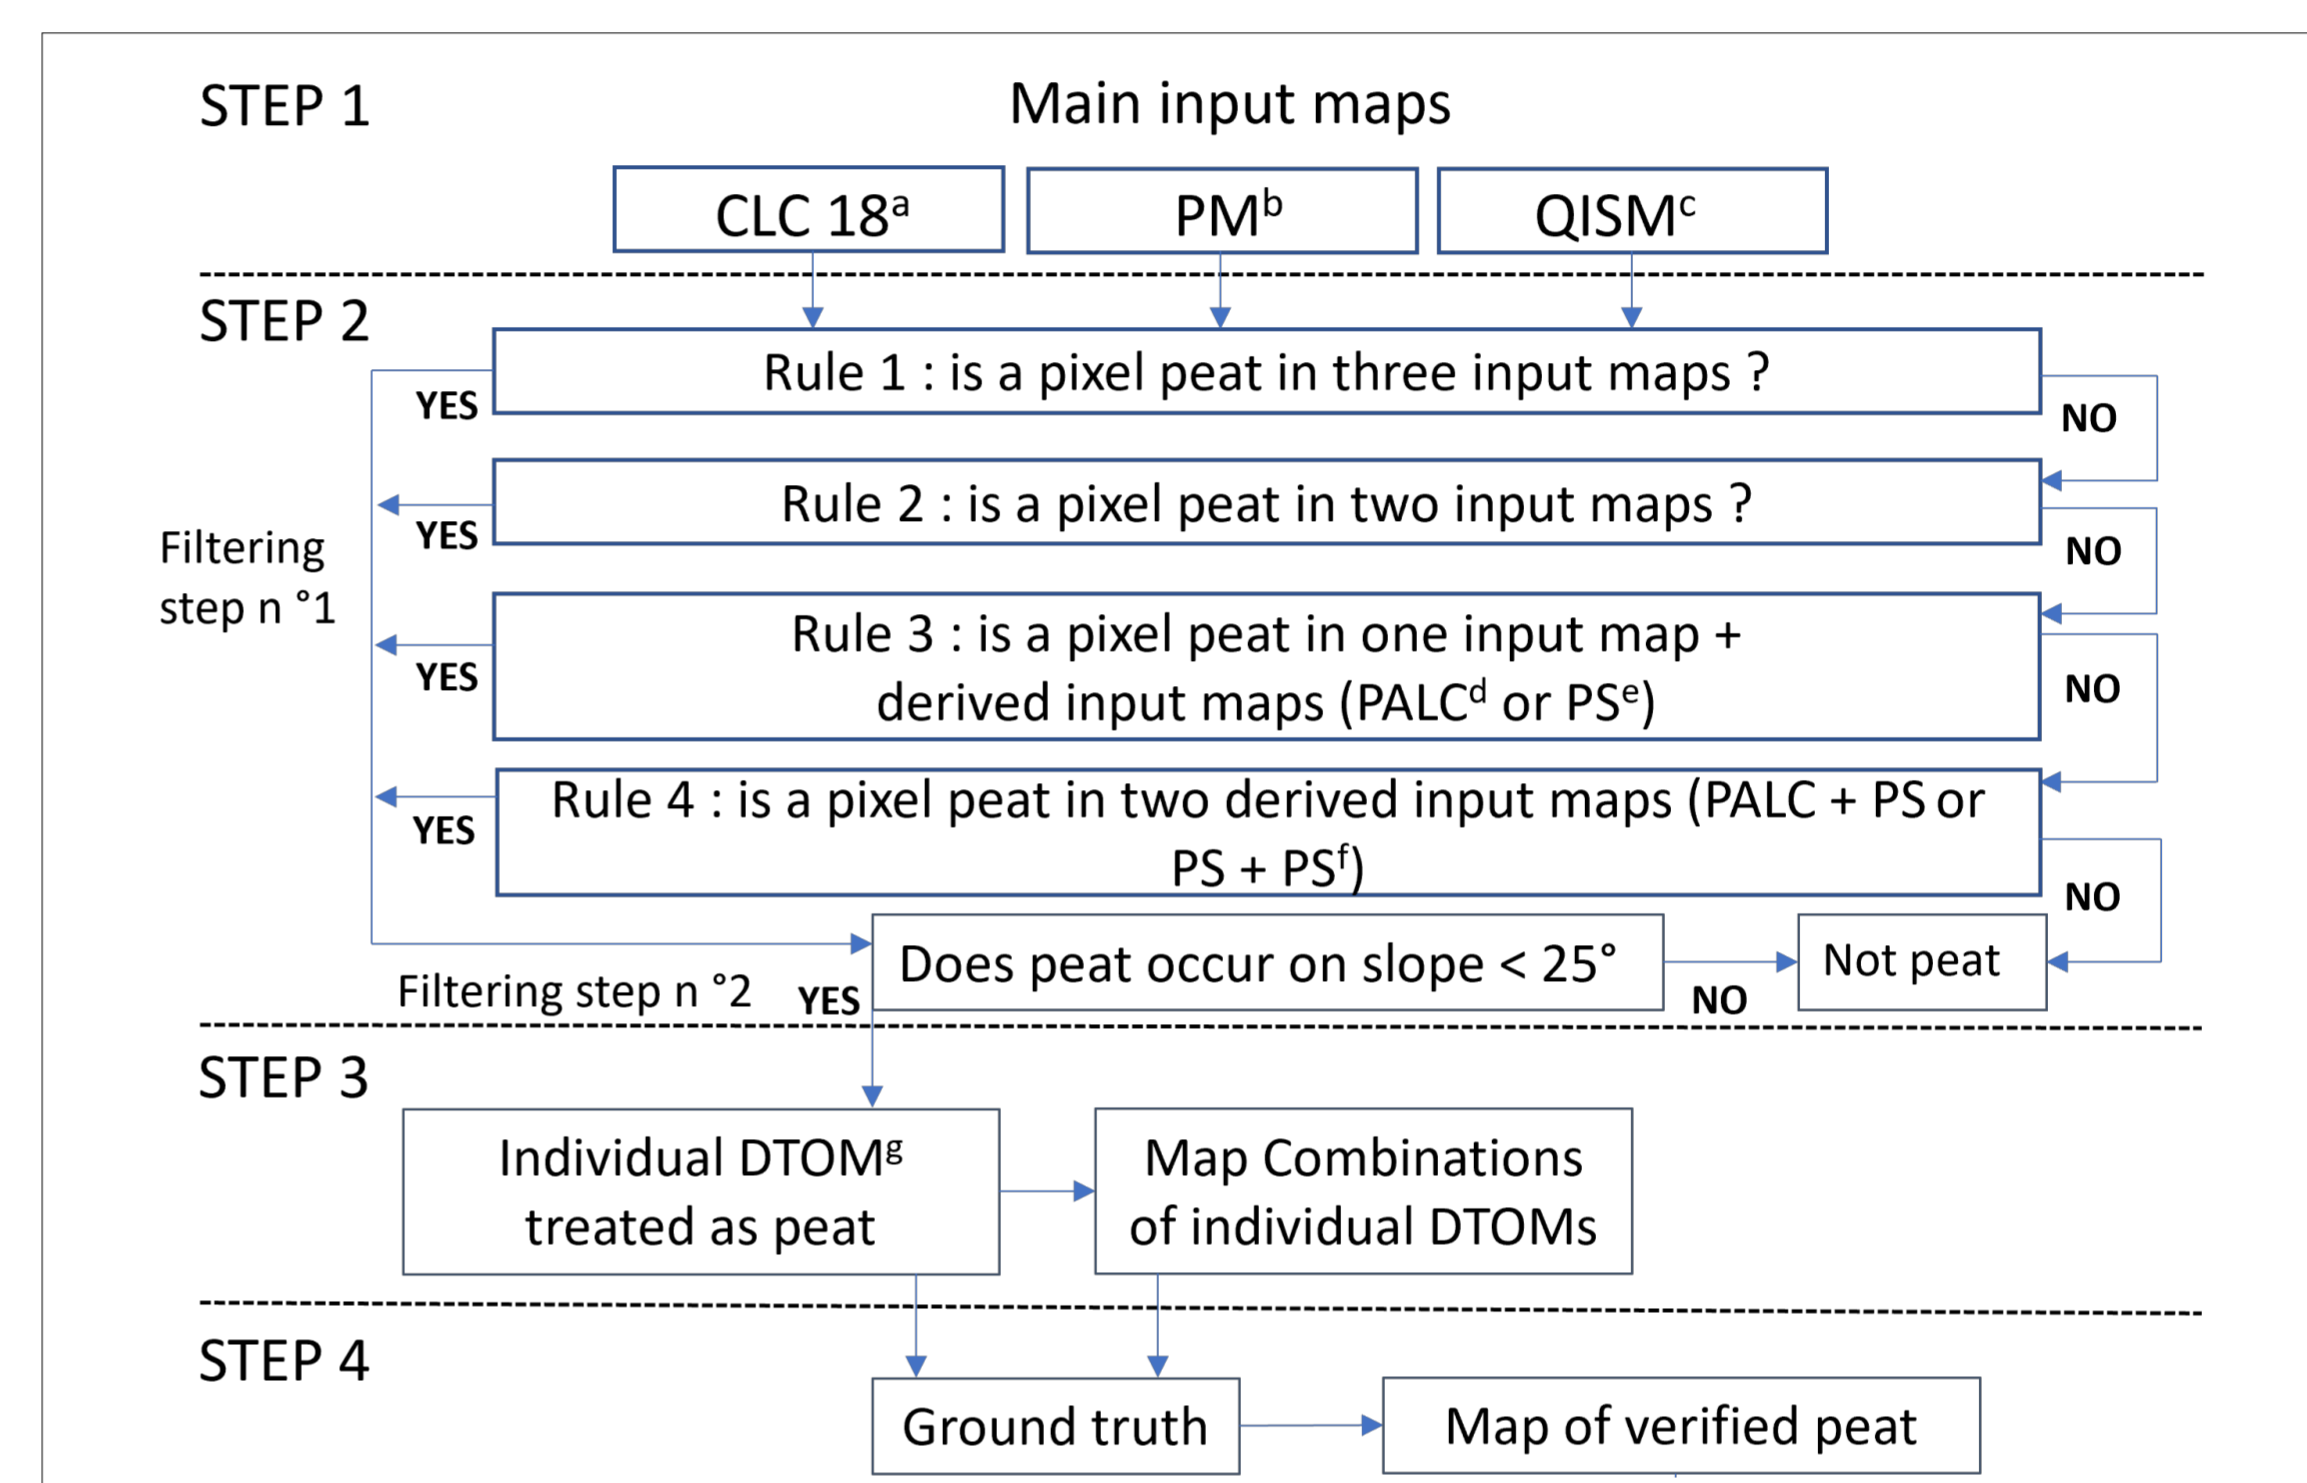 STEP 1
Main input maps
CLC 18ᵃ
PMᵇ
QISMᶜ
STEP 2
Rule 1 : is a pixel peat in three input maps ?
YES
NO
Rule 2 : is a pixel peat in two input maps ?
YES
NO
Filtering
step n °1
Rule 3 : is a pixel peat in one input map +
derived input maps (PALCᵈ or PSᵉ)
YES
NO
Rule 4 : is a pixel peat in two derived input maps (PALC + PS or
PS + PSᶠ)
YES
NO
Does peat occur on slope < 25°
Not peat
Filtering step n °2
YES
NO
STEP 3
Individual DTOMᵍ
treated as peat
Map Combinations
of individual DTOMs
STEP 4
Ground truth
Map of verified peat